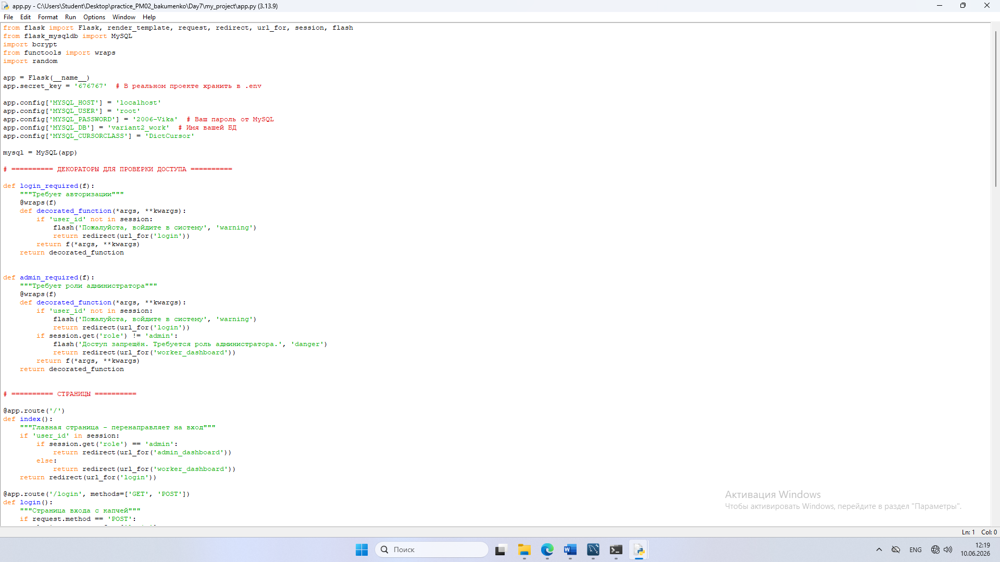 app.py - C:\Users\Student\Desktop\practice_PM02_bakumenko\Day7\my_project\app.py (3.13.9)
File Edit Format Run Options Window Help
from flask import Flask, render_template, request, redirect, url_for, session, flash
from flask_mysqldb import MySQL
import bcrypt
from functools import wraps
import random
app = Flask(__name__)
app.secret_key = '676767'  # В реальном проекте хранить в .env
app.config['MYSQL_HOST'] = 'localhost'
app.config['MYSQL_USER'] = 'root'
app.config['MYSQL_PASSWORD'] = '2006-Vika'  # Ваш пароль от MySQL
app.config['MYSQL_DB'] = 'variant2_work'  # Имя вашей БД
app.config['MYSQL_CURSORCLASS'] = 'DictCursor'
mysql = MySQL(app)
# ========== ДЕКОРАТОРЫ ДЛЯ ПРОВЕРКИ ДОСТУПА ==========
def login_required(f):
    """Требует авторизации"""
    @wraps(f)
    def decorated_function(*args, **kwargs):
        if 'user_id' not in session:
            flash('Пожалуйста, войдите в систему', 'warning')
            return redirect(url_for('login'))
        return f(*args, **kwargs)
    return decorated_function
def admin_required(f):
    """Требует роли администратора"""
    @wraps(f)
    def decorated_function(*args, **kwargs):
        if 'user_id' not in session:
            flash('Пожалуйста, войдите в систему', 'warning')
            return redirect(url_for('login'))
        if session.get('role') != 'admin':
            flash('Доступ запрещён. Требуется роль администратора.', 'danger')
            return redirect(url_for('worker_dashboard'))
        return f(*args, **kwargs)
    return decorated_function
# ========== СТРАНИЦЫ ==========
@app.route('/')
def index():
    """Главная страница - перенаправляет на вход"""
    if 'user_id' in session:
        if session.get('role') == 'admin':
            return redirect(url_for('admin_dashboard'))
        else:
            return redirect(url_for('worker_dashboard'))
    return redirect(url_for('login'))
@app.route('/login', methods=['GET', 'POST'])
def login():
    """Страница входа с капчей"""
    if request.method == 'POST':
Активация Windows
Чтобы активировать Windows, перейдите в раздел "Параметры".
Ln: 1 Col: 0
Поиск
ENG
12:19
10.06.2026